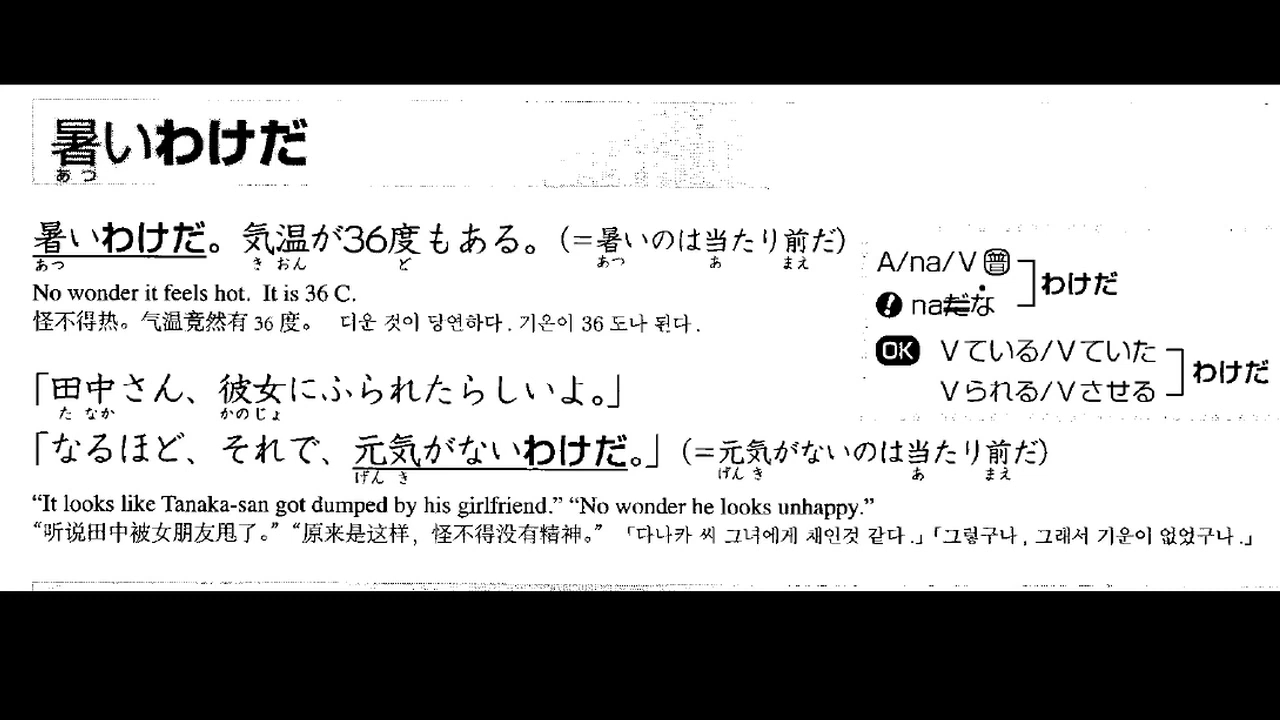 暑いわけだ
あつ
暑いわけだ。気温が36度もある。(=暑いのは当たり前だ)
あつ き おん ど あつ あ まえ
No wonder it feels hot. It is 36 C.
怪不得热。气温竟然有 36 度。 디운 것이 당연하다. 기온이 36 도나 된다.
A/na/V 普 わけだ
! naだな
OK Vている/Vていた わけだ
Vられる/Vさせる
「田中さん、彼女にふられたらしいよ。」
た なか かのじょ
「なるほど、それで、元気がないわけだ。」(=元気がないのは当たり前だ)
げん き げん き あ まえ
“It looks like Tanaka-san got dumped by his girlfriend.” “No wonder he looks unhappy.”
“听说田中被女朋友甩了。”“原来是这样，怪不得没有精神。” 「다나카 씨 그녀에게 채인것 같다.」「그렇구나, 그래서 기운이 없었구나.」